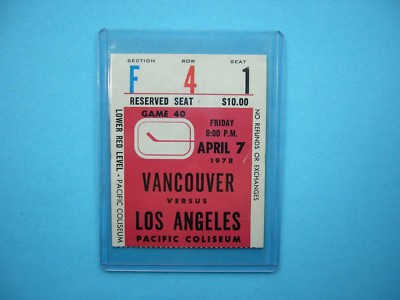 SECTION ROW SEAT
F 4 1
RESERVED SEAT $10.00
GAME 40
FRIDAY
8:00 P.M.
APRIL 7
1978
VANCOUVER
VERSUS
LOS ANGELES
PACIFIC COLISEUM
LOWER RED LEVEL - PACIFIC COLISEUM
NO REFUNDS OR EXCHANGES